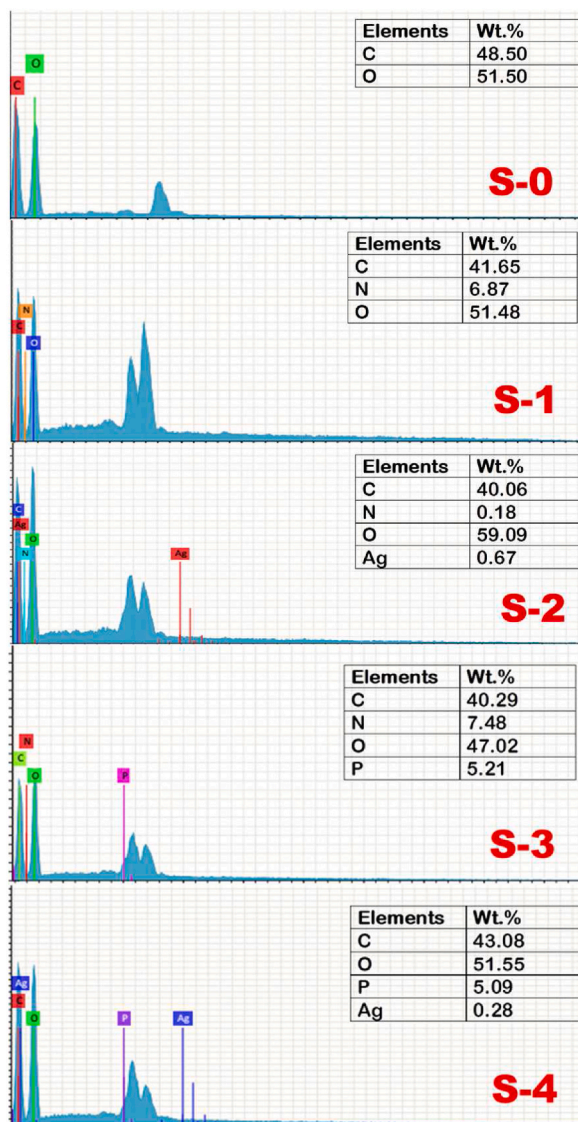 Elements Wt.%
C 48.50
O 51.50
O
C
S-0
Elements Wt.%
C 41.65
N 6.87
O 51.48
N
C
O
S-1
Elements Wt.%
C 40.06
N 0.18
O 59.09
Ag 0.67
C
Ag
O
N
Ag
S-2
Elements Wt.%
C 40.29
N 7.48
O 47.02
P 5.21
N
C
O
P
S-3
Elements Wt.%
C 43.08
O 51.55
P 5.09
Ag 0.28
Ag
C
O
P
Ag
S-4